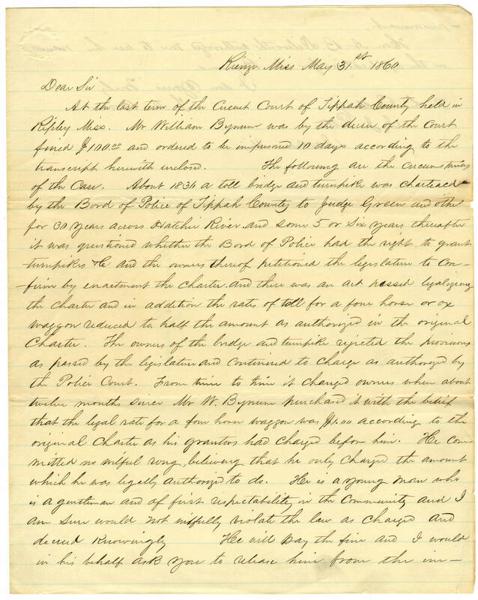 Rienzi Miss May 31st 1860
Dear Sir
At the last term of the Circuit Court of Tippah County held in
Ripley Miss. Mr William Bynum was by the decree of the Court
fined $100.00 and ordered to be imprisoned 10 days according to the
transcript herewith inclosed. The following are the circumstances
of the Case. About 1836 a toll bridge and turnpike was Chartered
by the Bord of Police of Tippah County to Judge Green and others
for 30 Years across Hatchee River and some 5 or Six Years thereafter
it was questioned whether the Bord of Police had the right to grant
turnpikes &C and the owners thereof petitioned the legislature to Con-
firm by enactment the Charter and there was an act passed legalizing
the Charter and in addition the rates of toll for a four horse or ox
waggon reduced to half the amount as authorized in the original
Charter. The owners of the bridge and turnpike rejected the provisions
as passed by the legislature and Continued to Charge as authorized by
the Police Court. From time to time it changed owners when about
twelve months since Mr W. Bynum purchased it with the belief
that the legal rate for a four horse waggon was according to the
original Charter as his grantors had Charged before him. He com
mitted no wilful wrong, believing that he only Charged the amount
which he was legally Authorized to do. He is a young man who
is a gentleman and of first respectability in the Community and I
am sure would not wilfully violate the law as Charged And
decreed Knowingly He will pay the fine and I would
in his behalf ask you to release him from the im-